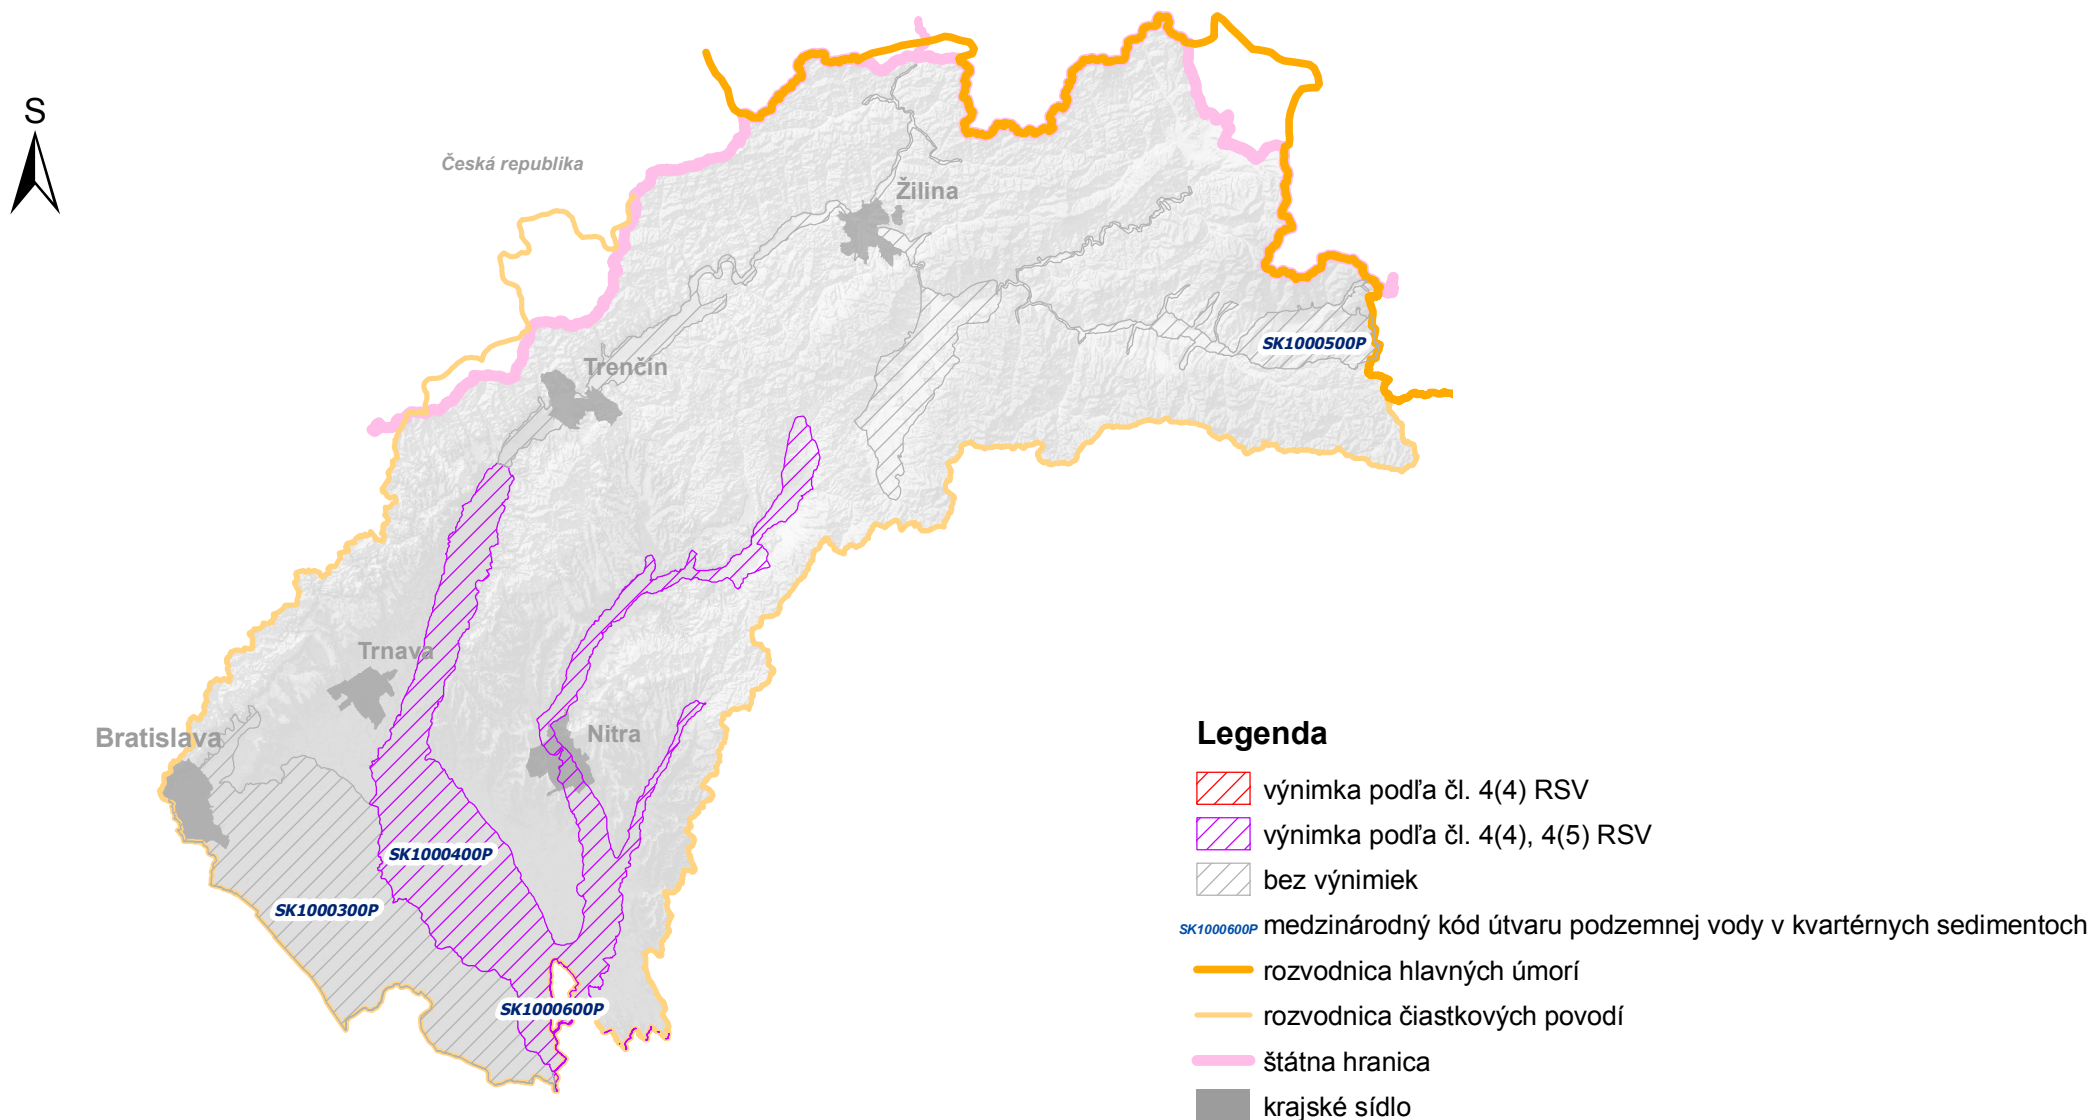 S
Česká republika
Žilina
SK1000500P
Trenčín
Trnava
Bratislava
Nitra
SK1000400P
SK1000300P
SK1000600P
Legenda
výnimka podľa čl. 4(4) RSV
výnimka podľa čl. 4(4), 4(5) RSV
bez výnimiek
SK1000600P medzinárodný kód útvaru podzemnej vody v kvartérnych sedimentoch
rozvodnica hlavných úmorí
rozvodnica čiastkových povodí
štátna hranica
krajské sídlo